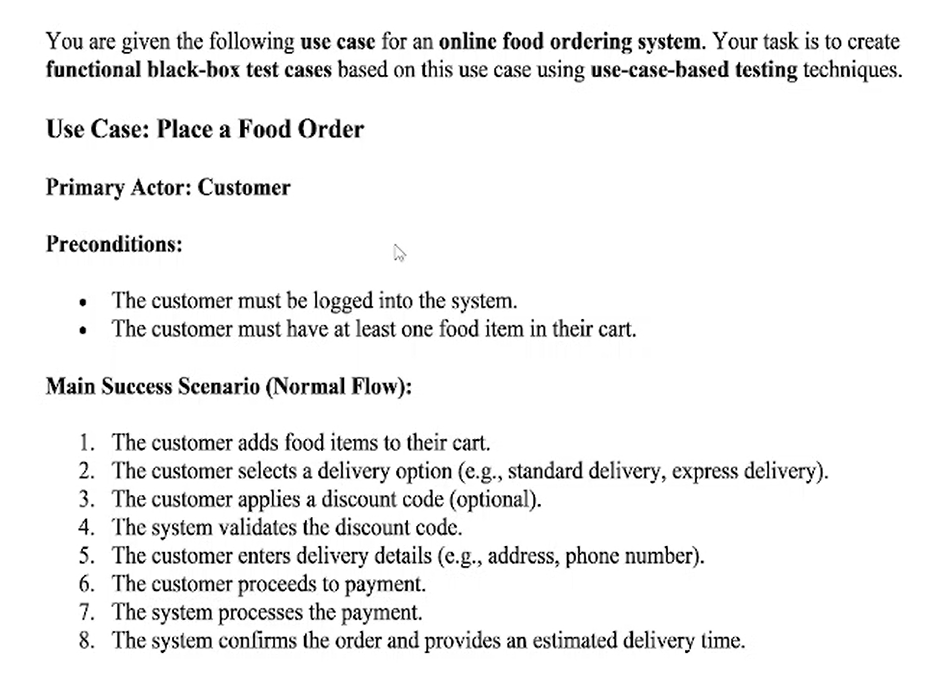 You are given the following use case for an online food ordering system. Your task is to create
functional black-box test cases based on this use case using use-case-based testing techniques.
Use Case: Place a Food Order
Primary Actor: Customer
Preconditions:
• The customer must be logged into the system.
• The customer must have at least one food item in their cart.
Main Success Scenario (Normal Flow):
1. The customer adds food items to their cart.
2. The customer selects a delivery option (e.g., standard delivery, express delivery).
3. The customer applies a discount code (optional).
4. The system validates the discount code.
5. The customer enters delivery details (e.g., address, phone number).
6. The customer proceeds to payment.
7. The system processes the payment.
8. The system confirms the order and provides an estimated delivery time.